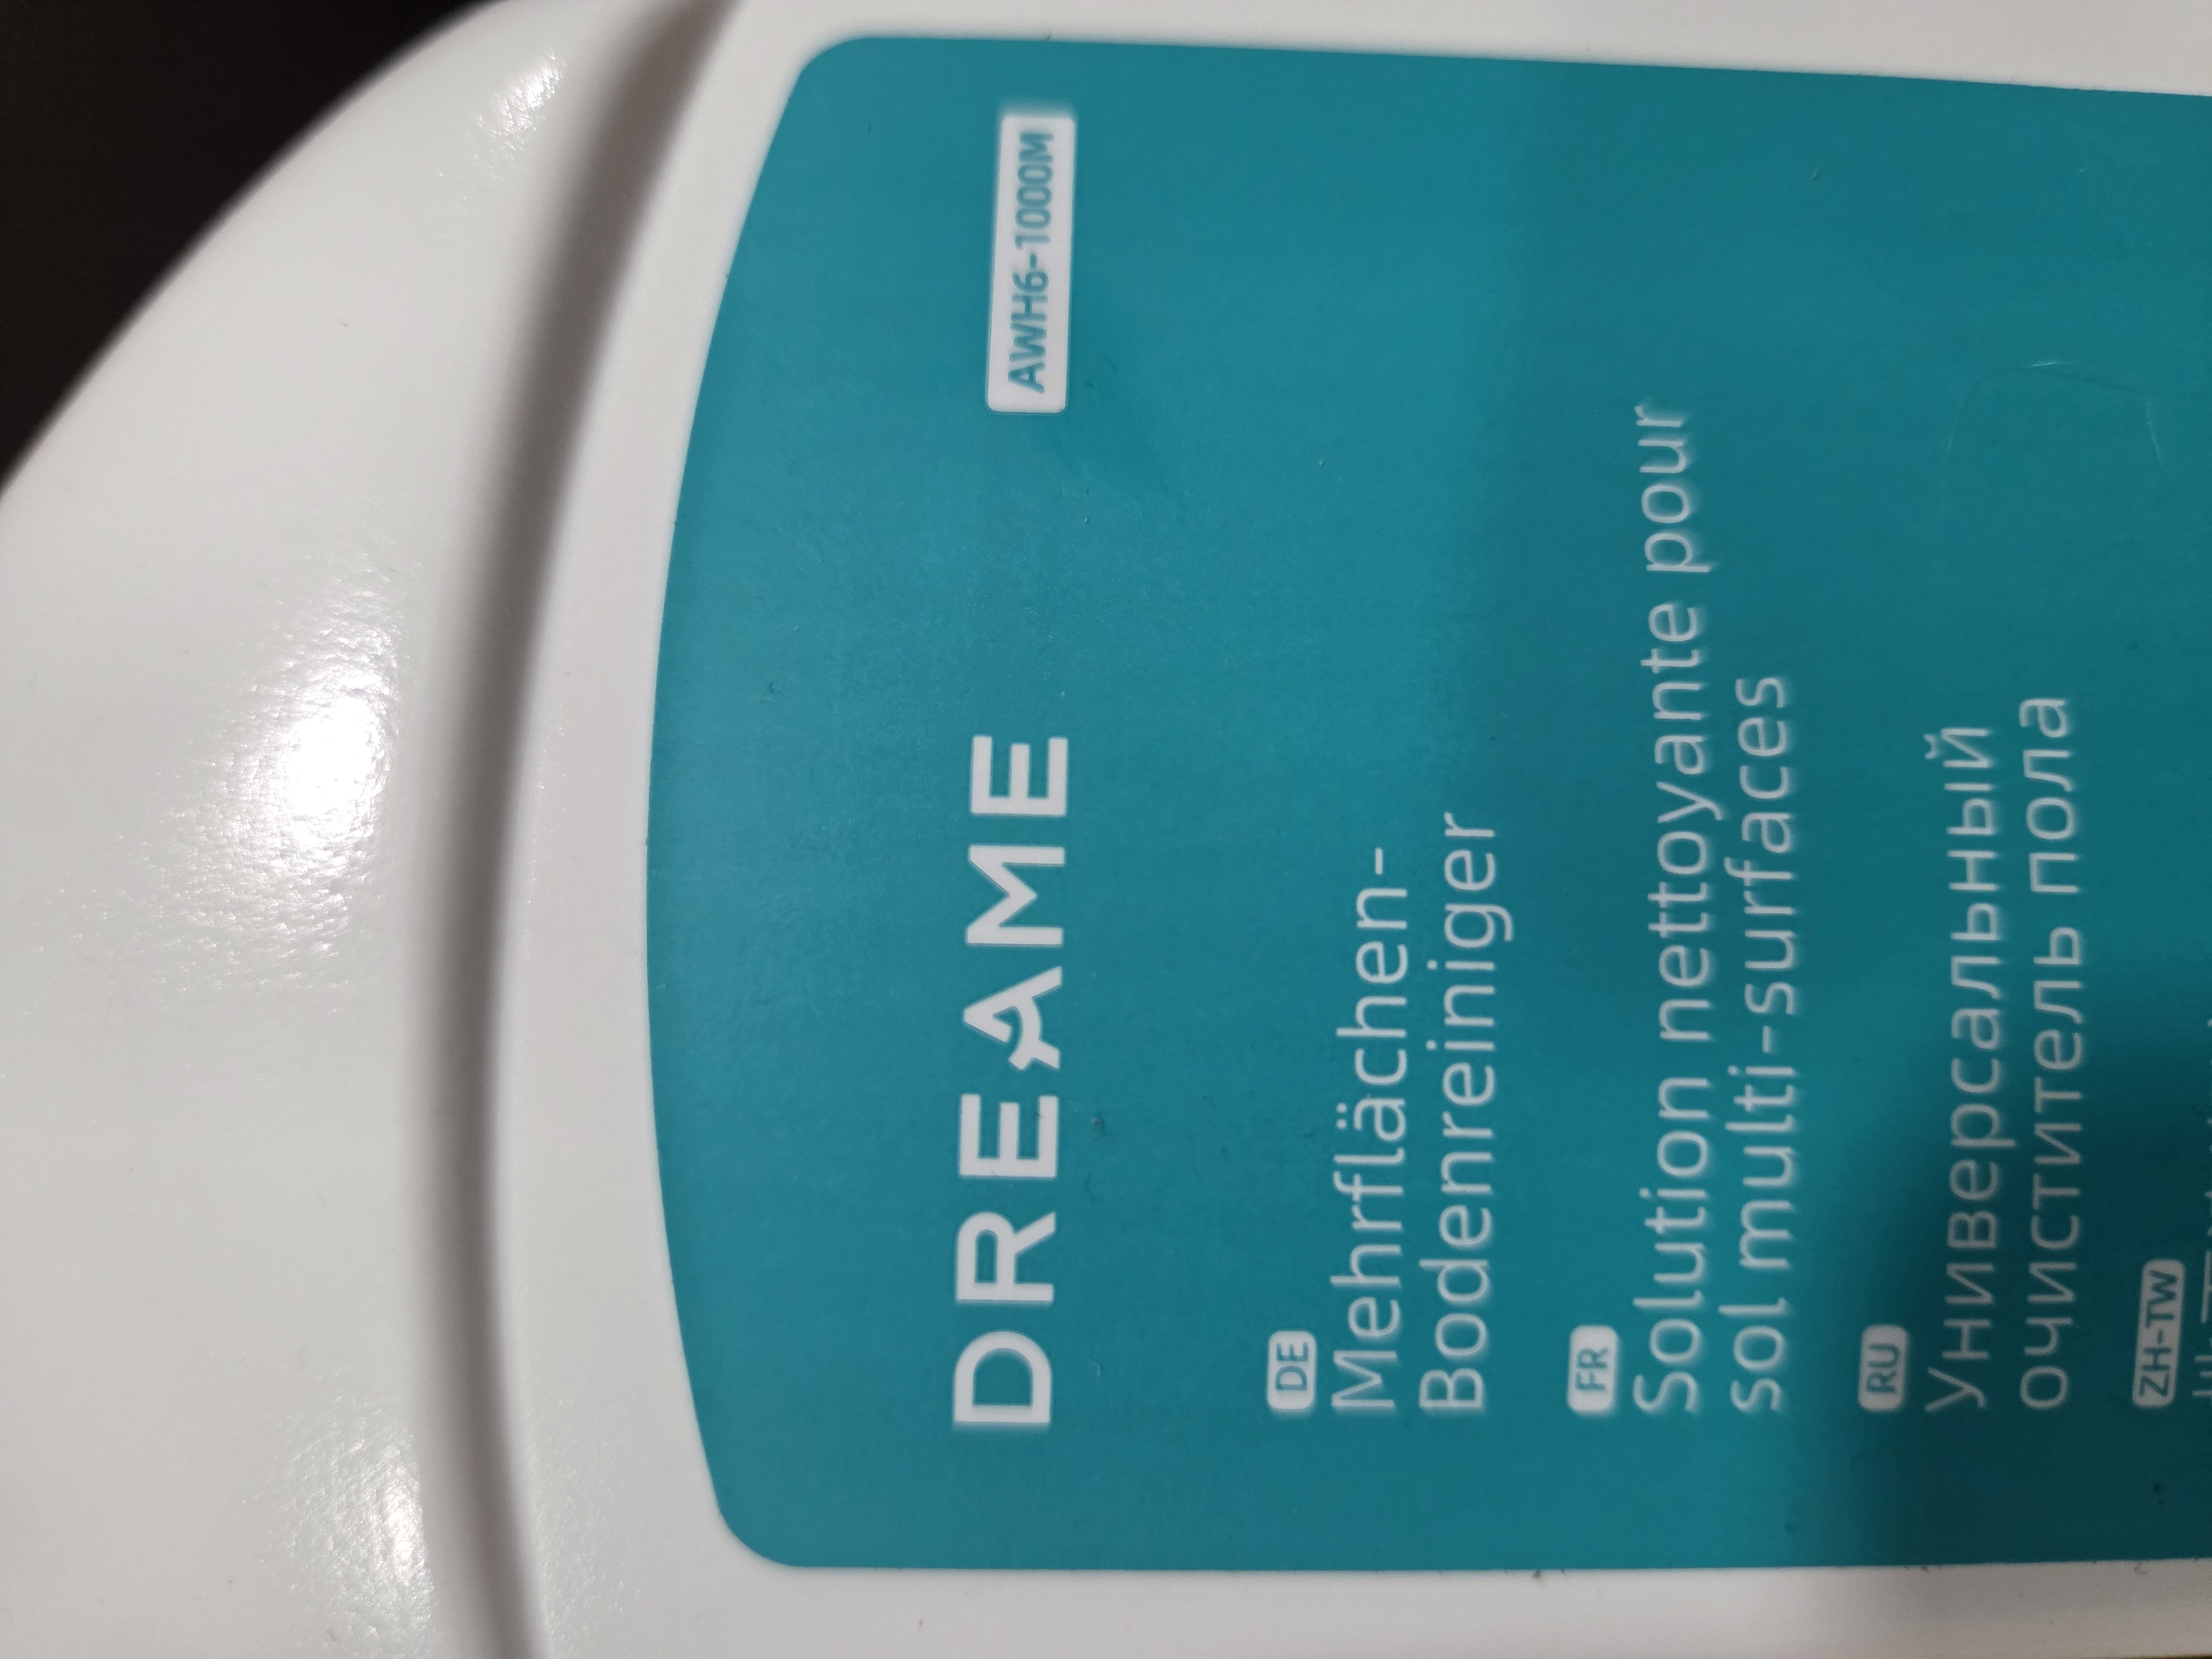 DREAME
AWH6-1000M
DE
Mehrflächen-
Bodenreiniger
FR
Solution nettoyante pour
sol multi-surfaces
RU
Универсальный
очиститель пола
ZH-TW